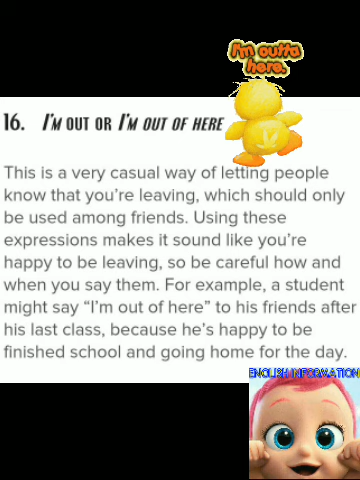 I'm outta
here.
16. I'M OUT OR I'M OUT OF HERE
This is a very casual way of letting people
know that you're leaving, which should only
be used among friends. Using these
expressions makes it sound like you're
happy to be leaving, so be careful how and
when you say them. For example, a student
might say “I'm out of here” to his friends after
his last class, because he's happy to be
finished school and going home for the day.
ENGLISH INFORMATION